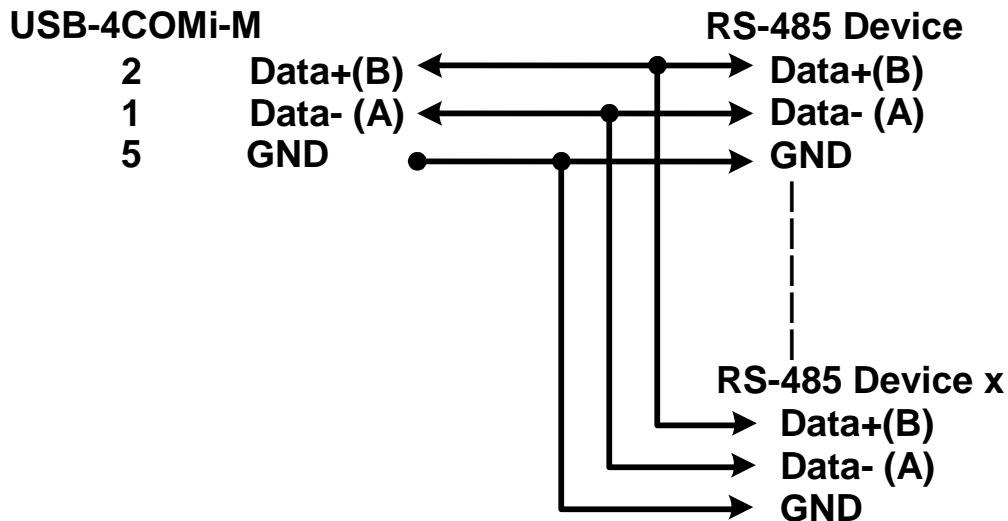 USB-4COMi-M RS-485 Device
2 Data+(B) Data+(B)
1 Data- (A) Data- (A)
5 GND GND
RS-485 Device x
Data+(B)
Data- (A)
GND